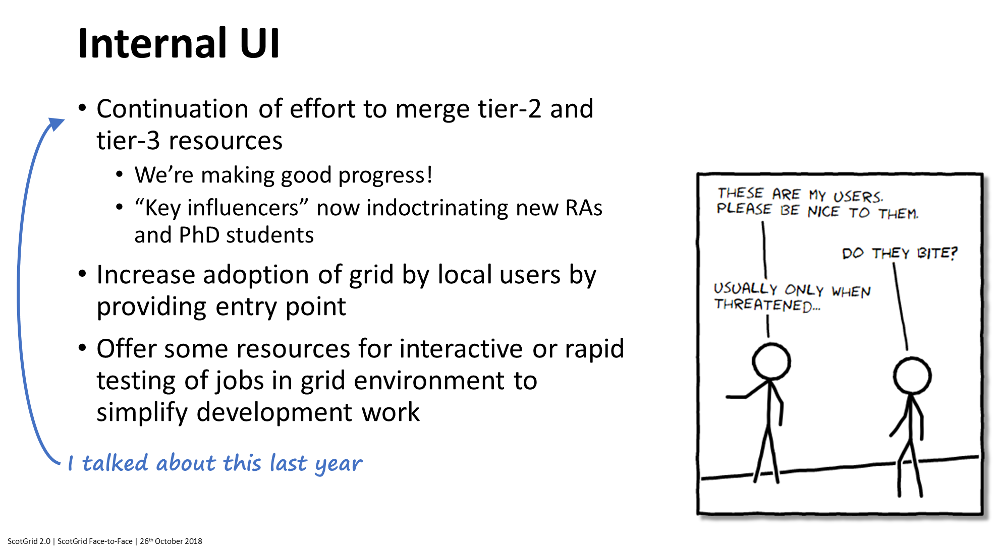 Internal UI
• Continuation of effort to merge tier-2 and
tier-3 resources
• We’re making good progress!
• “Key influencers” now indoctrinating new RAs
and PhD students
• Increase adoption of grid by local users by
providing entry point
• Offer some resources for interactive or rapid
testing of jobs in grid environment to
simplify development work
I talked about this last year
THESE ARE MY USERS.
PLEASE BE NICE TO THEM.
DO THEY BITE?
USUALLY ONLY WHEN
THREATENED...
ScotGrid 2.0 | ScotGrid Face-to-Face | 26th October 2018